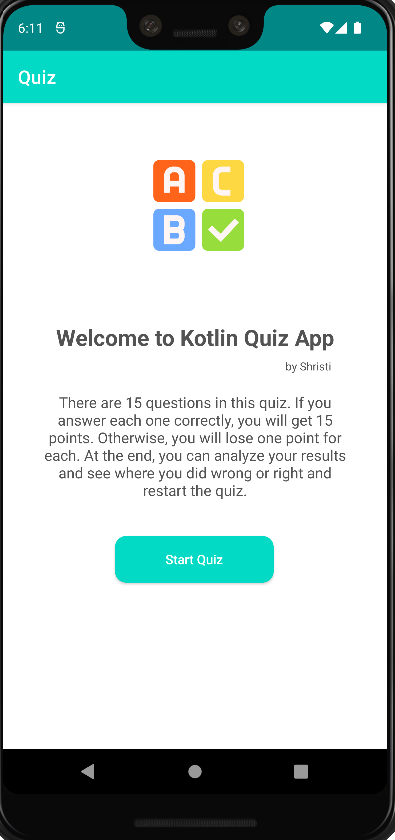 6:11
Quiz
A C
B
Welcome to Kotlin Quiz App
by Shristi
There are 15 questions in this quiz. If you
answer each one correctly, you will get 15
points. Otherwise, you will lose one point for
each. At the end, you can analyze your results
and see where you did wrong or right and
restart the quiz.
Start Quiz